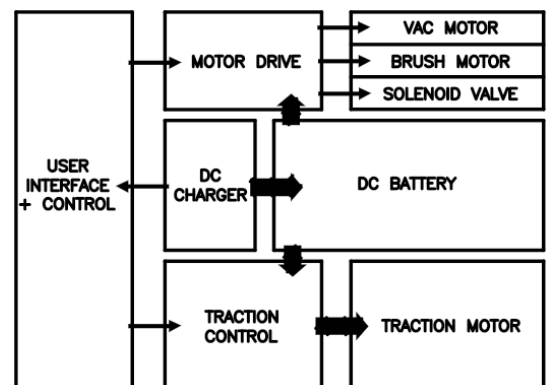 VAC MOTOR
MOTOR DRIVE
BRUSH MOTOR
SOLENOID VALVE
USER
INTERFACE
+ CONTROL
DC
CHARGER
DC BATTERY
TRACTION
CONTROL
TRACTION MOTOR